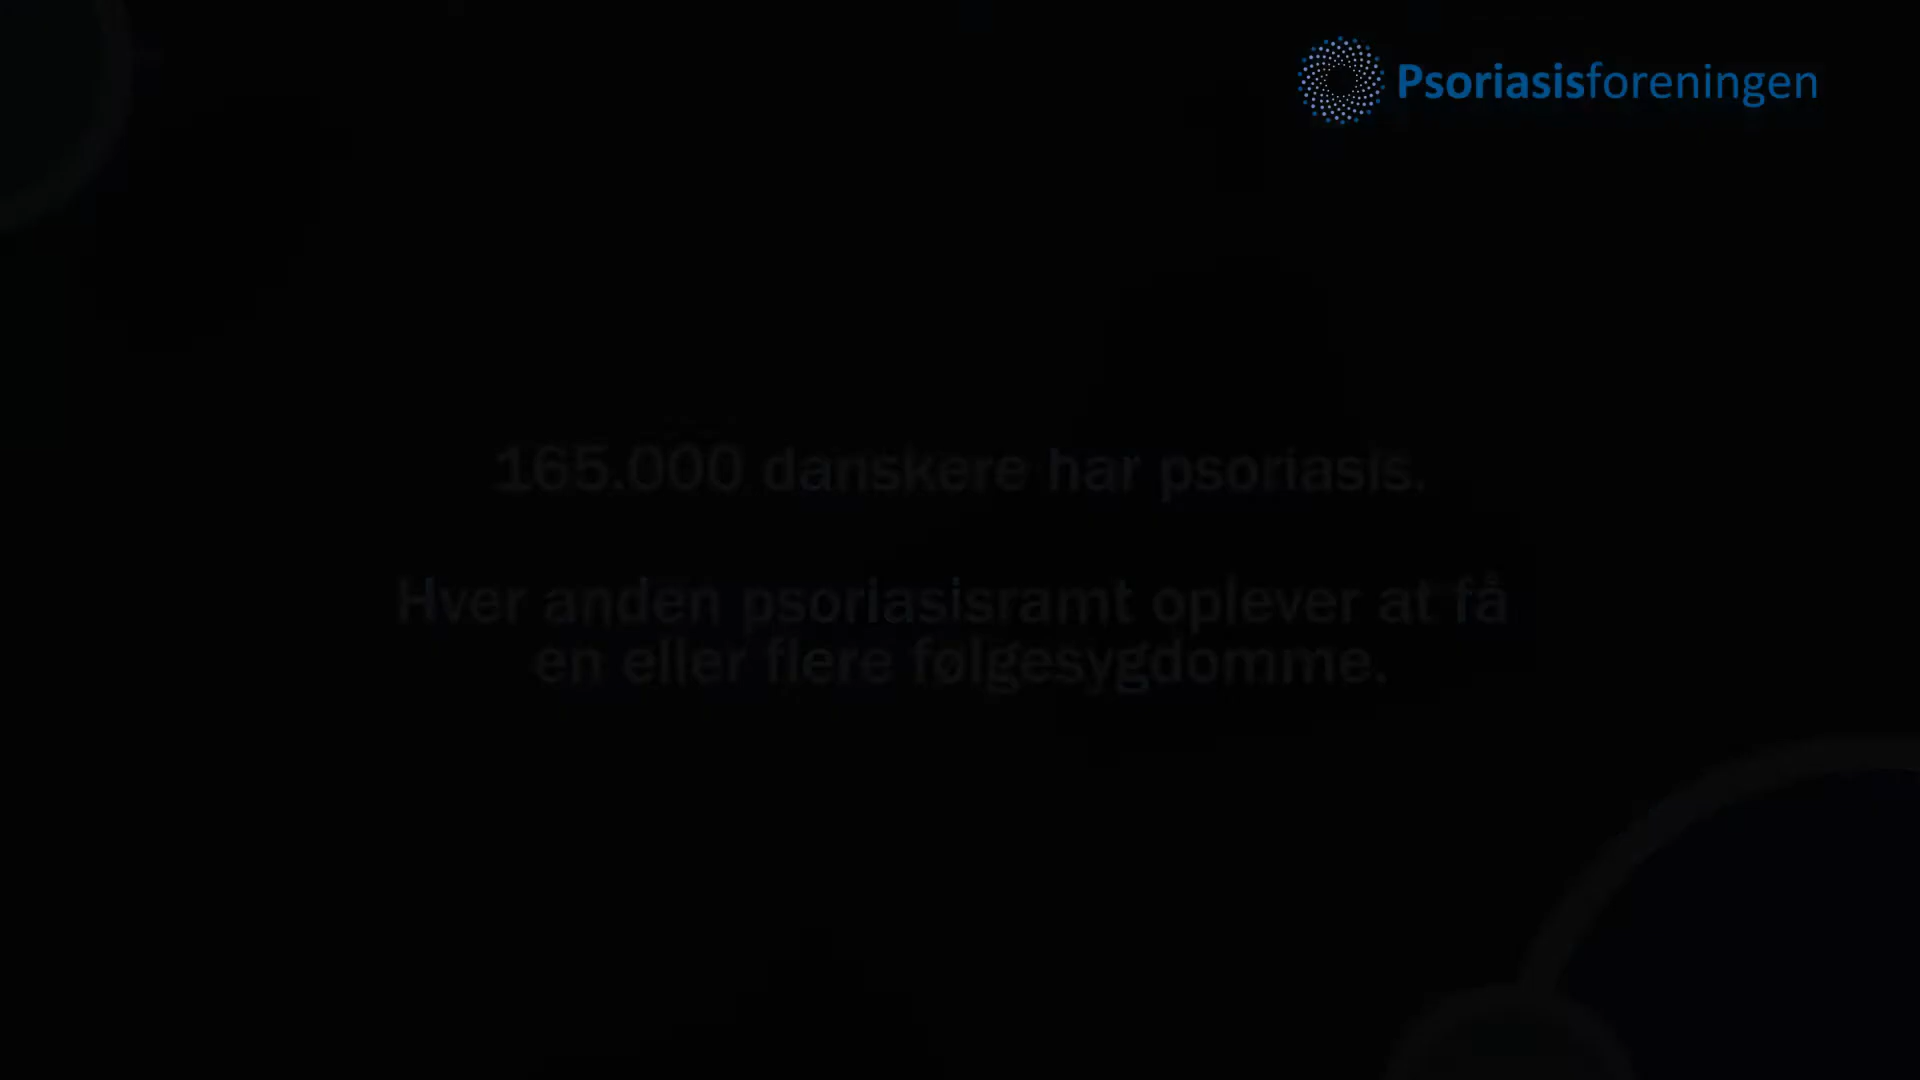 Psoriasisforeningen
165.000 danskere har psoriasis.
Hver anden psoriasisramt oplever at få
en eller flere følgesygdomme.